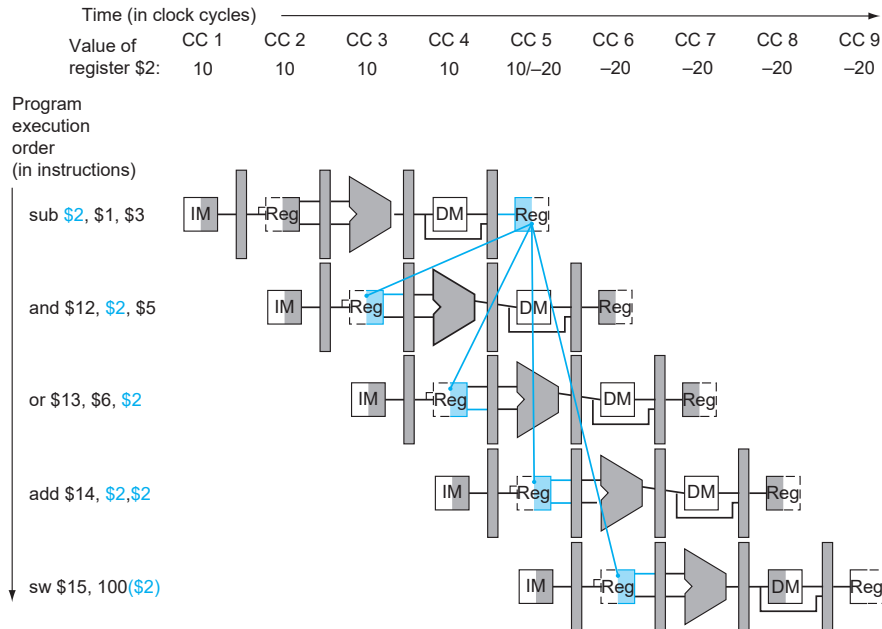 Time (in clock cycles)
Value of register $2: CC 1 CC 2 CC 3 CC 4 CC 5 CC 6 CC 7 CC 8 CC 9
10 10 10 10 10/–20 –20 –20 –20 –20
Program
execution
order
(in instructions)
sub $2, $1, $3 IM Reg DM Reg
and $12, $2, $5 IM Reg DM Reg
or $13, $6, $2 IM Reg DM Reg
add $14, $2,$2 IM Reg DM Reg
sw $15, 100($2) IM Reg DM Reg